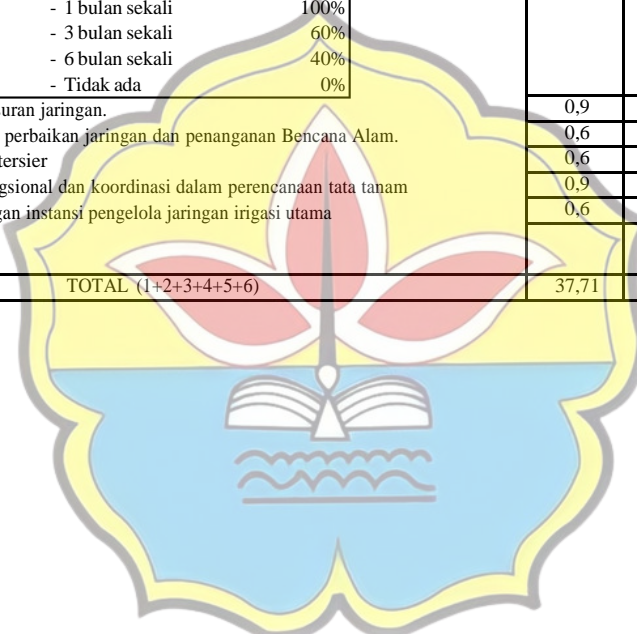 - 1 bulan sekali 100%
- 3 bulan sekali 60%
- 6 bulan sekali 40%
- Tidak ada 0%
uran jaringan. 0,9
perbaikan jaringan dan penanganan Bencana Alam. 0,6
tersier 0,6
gsional dan koordinasi dalam perencanaan tata tanam 0,9
gan instansi pengelola jaringan irigasi utama 0,6
TOTAL (1+2+3+4+5+6) 37,71